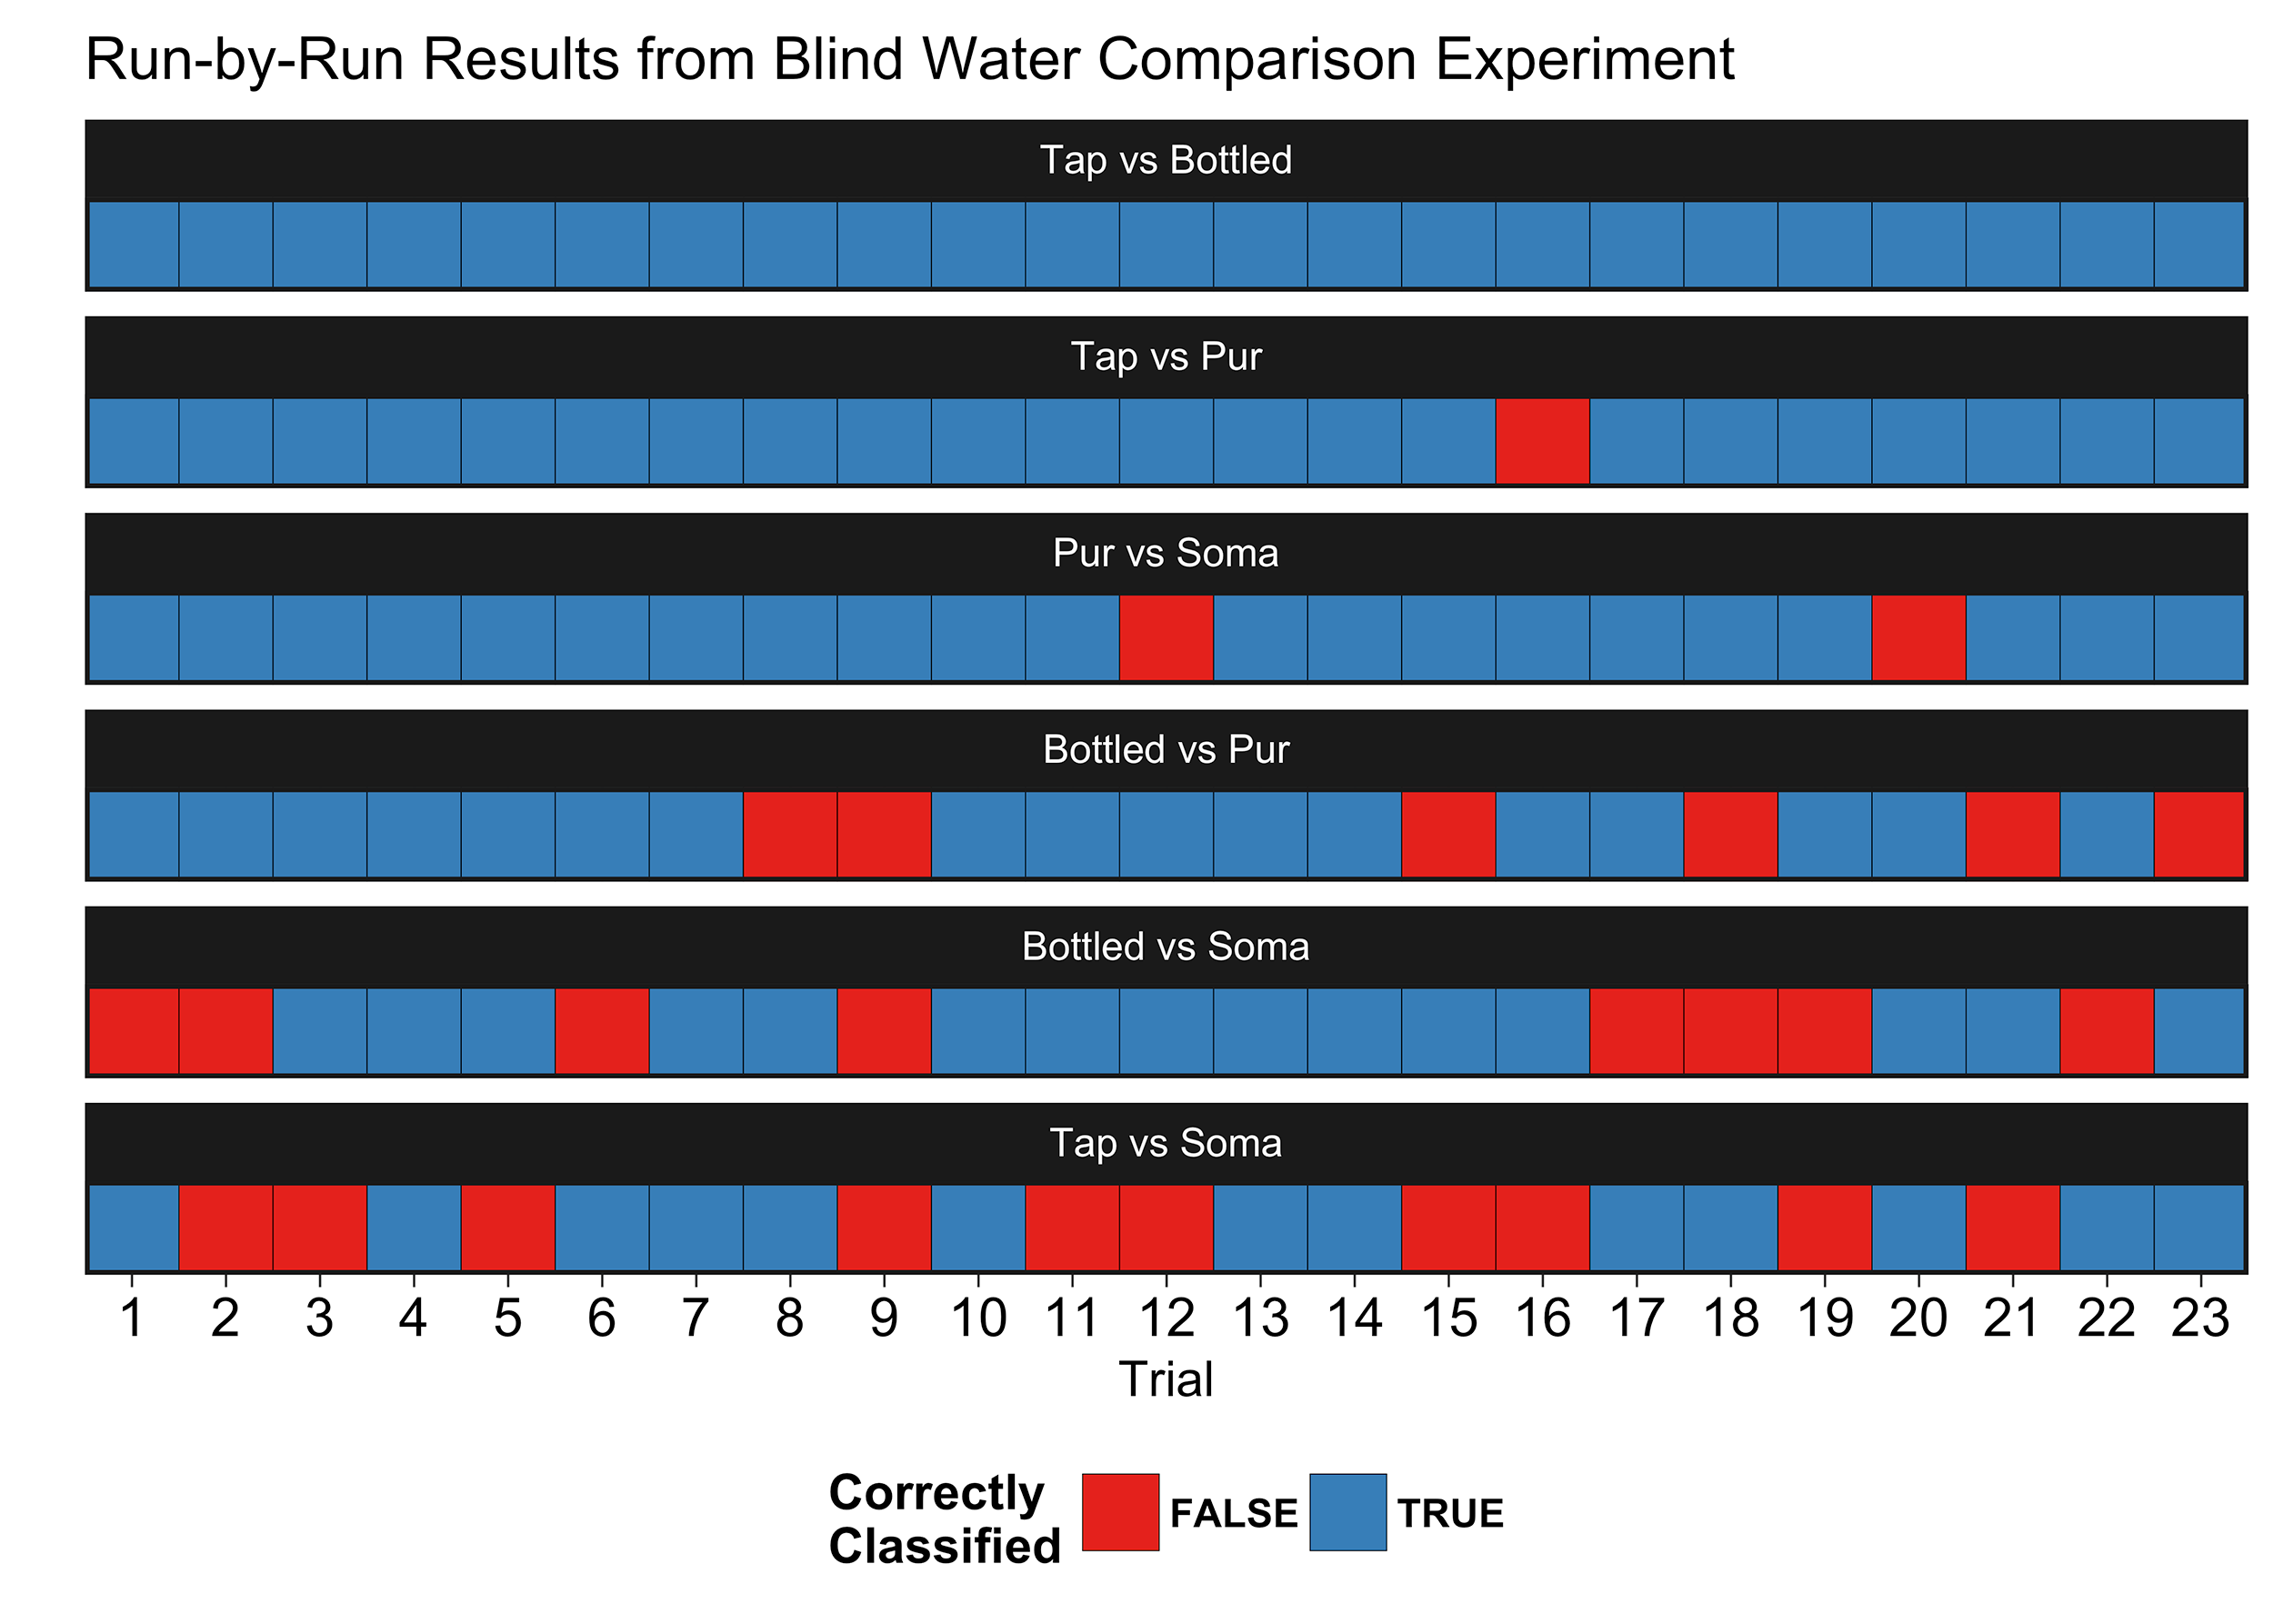 Run-by-Run Results from Blind Water Comparison Experiment
Tap vs Bottled
Tap vs Pur
Pur vs Soma
Bottled vs Pur
Bottled vs Soma
Tap vs Soma
1 2 3 4 5 6 7 8 9 10 11 12 13 14 15 16 17 18 19 20 21 22 23
Trial
Correctly
Classified
FALSE TRUE